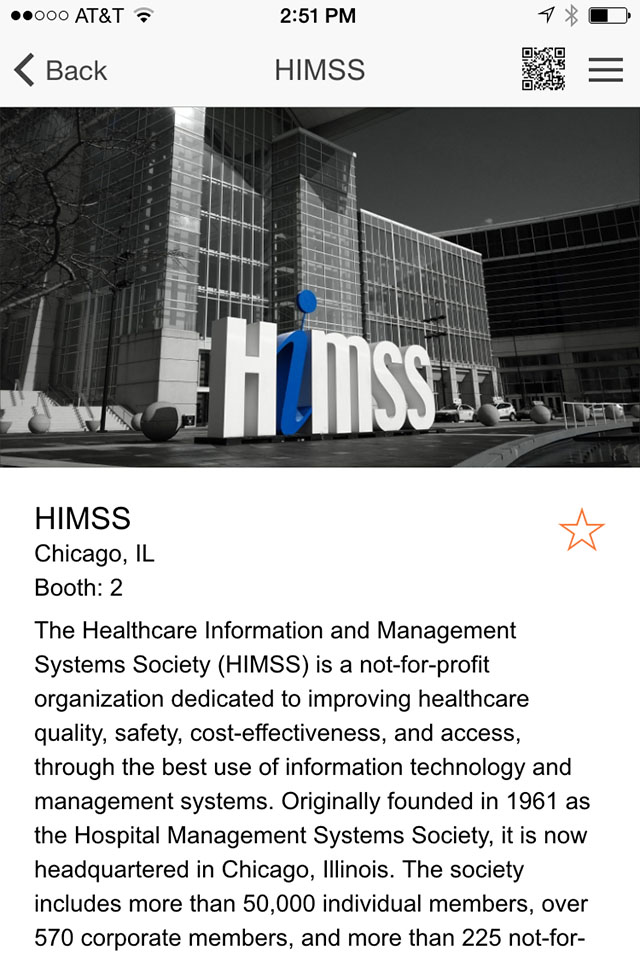 AT&T 2:51 PM
Back HIMSS
HiMSS
HIMSS
Chicago, IL
Booth: 2
The Healthcare Information and Management
Systems Society (HIMSS) is a not-for-profit
organization dedicated to improving healthcare
quality, safety, cost-effectiveness, and access,
through the best use of information technology and
management systems. Originally founded in 1961 as
the Hospital Management Systems Society, it is now
headquartered in Chicago, Illinois. The society
includes more than 50,000 individual members, over
570 corporate members, and more than 225 not-for-